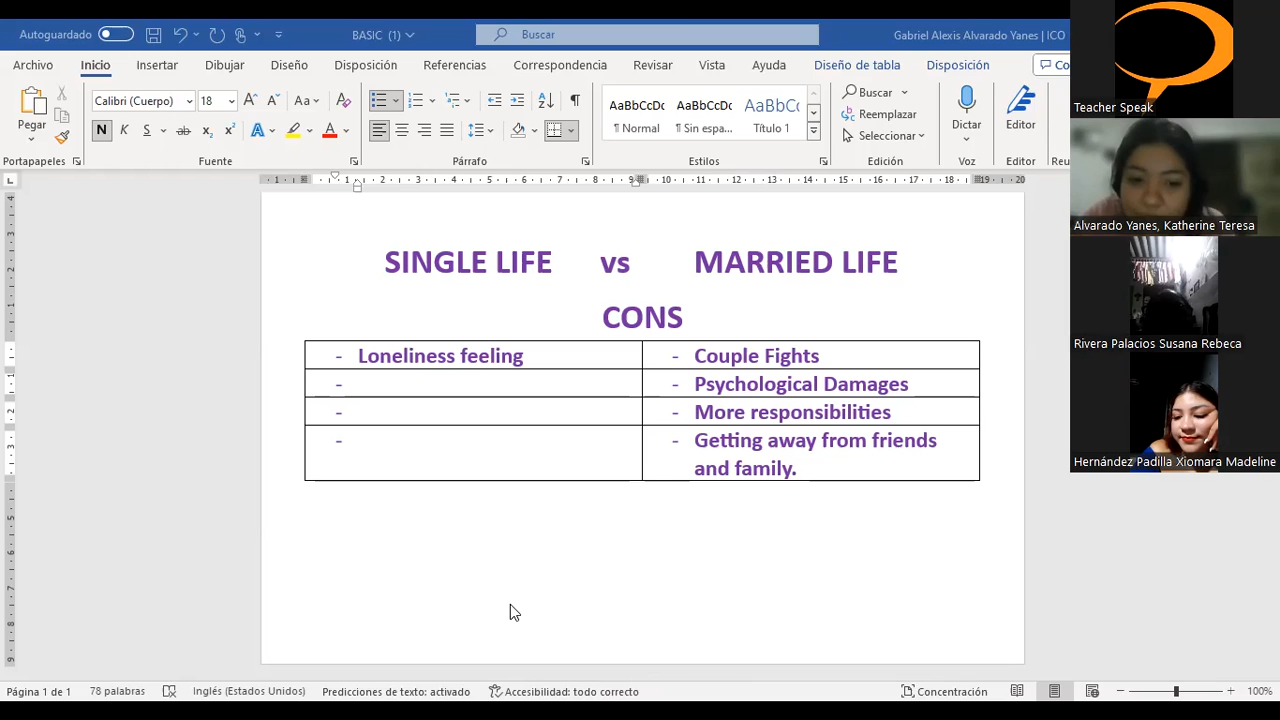 Autoguardado
BASIC (1)
Buscar
Gabriel Alexis Alvarado Yanes | ICO
Archivo Inicio Insertar Dibujar Diseño Disposición Referencias Correspondencia Revisar Vista Ayuda Diseño de tabla Disposición Co
Pegar
Calibri (Cuerpo) 18
N K S ab x₂ x²
AaBbCcDc AaBbCcDc AaBbCc
¶ Normal ¶ Sin espa... Título 1
Buscar
Reemplazar
Seleccionar
Dictar
Editor
Portapapeles Fuente Párrafo Estilos Edición Voz Editor Reu
SINGLE LIFE vs MARRIED LIFE
CONS
- Loneliness feeling
- Couple Fights
-
- Psychological Damages
-
- More responsibilities
-
- Getting away from friends
and family.
Página 1 de 1 78 palabras Inglés (Estados Unidos) Predicciones de texto: activado Accesibilidad: todo correcto Concentración 100%
Teacher Speak
Alvarado Yanes, Katherine Teresa
Rivera Palacios Susana Rebeca
Hernández Padilla Xiomara Madeline